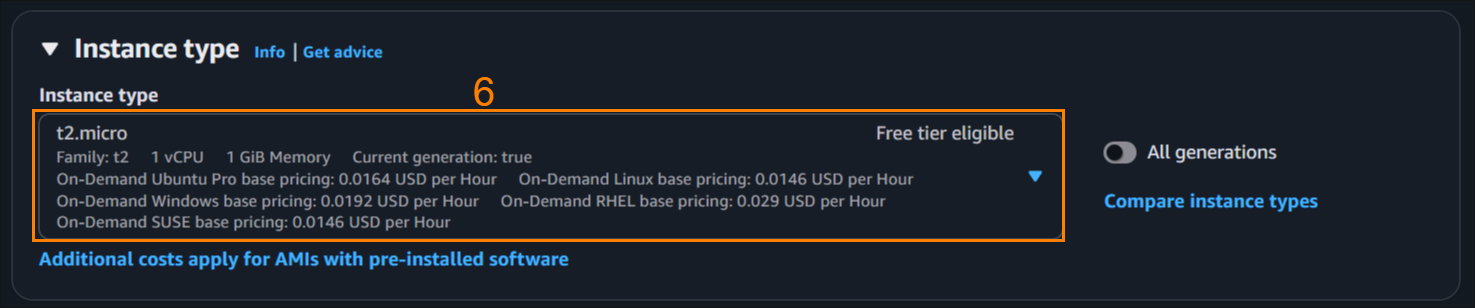 Instance type Info | Get advice
Instance type
6
t2.micro Free tier eligible
Family: t2 1 vCPU 1 GiB Memory Current generation: true
On-Demand Ubuntu Pro base pricing: 0.0164 USD per Hour On-Demand Linux base pricing: 0.0146 USD per Hour
On-Demand Windows base pricing: 0.0192 USD per Hour On-Demand RHEL base pricing: 0.029 USD per Hour
On-Demand SUSE base pricing: 0.0146 USD per Hour
All generations
Compare instance types
Additional costs apply for AMIs with pre-installed software